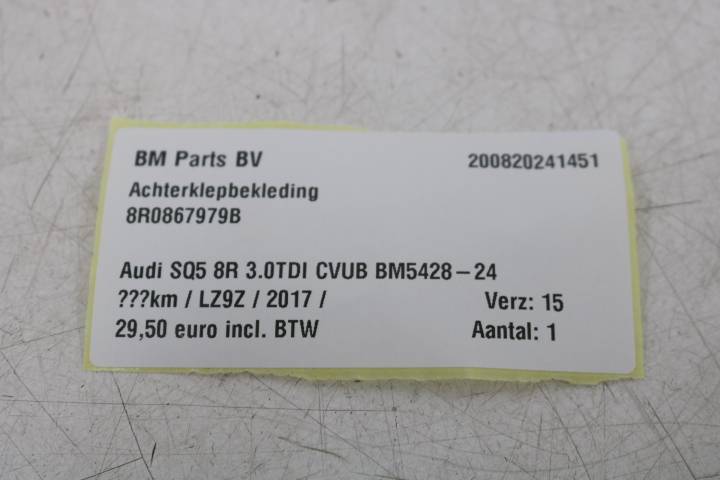 BM Parts BV 200820241451
Achterklepbekleding
8R0867979B
Audi SQ5 8R 3.0TDI CVUB BM5428-24
???km / LZ9Z / 2017 / Verz: 15
29,50 euro incl. BTW Aantal: 1